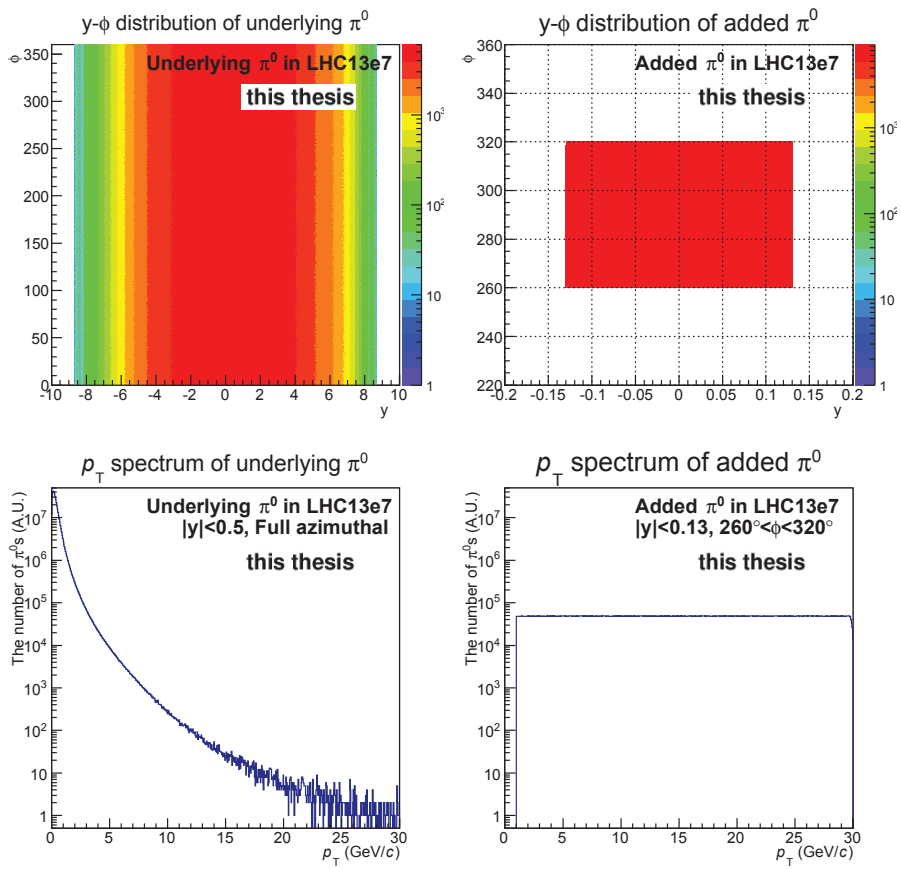 y-ϕ distribution of underlying π⁰
ϕ
350
300
250
200
150
100
50
0
Underlying π⁰ in LHC13e7
this thesis
10³
10²
10
1
-10 -8 -6 -4 -2 0 2 4 6 8 10
y
y-ϕ distribution of added π⁰
ϕ
360
340
320
300
280
260
240
220
Added π⁰ in LHC13e7
this thesis
10³
10²
10
1
-0.2 -0.15 -0.1 -0.05 0 0.05 0.1 0.15 0.2
y
p_T spectrum of underlying π⁰
The number of π⁰s (A.U.)
10⁷
10⁶
10⁵
10⁴
10³
10²
10
1
Underlying π⁰ in LHC13e7
|y|<0.5, Full azimuthal
this thesis
0 5 10 15 20 25 30
p_T (GeV/c)
p_T spectrum of added π⁰
The number of π⁰s (A.U.)
10⁷
10⁶
10⁵
10⁴
10³
10²
10
1
Added π⁰ in LHC13e7
|y|<0.13, 260°<ϕ<320°
this thesis
0 5 10 15 20 25 30
p_T (GeV/c)